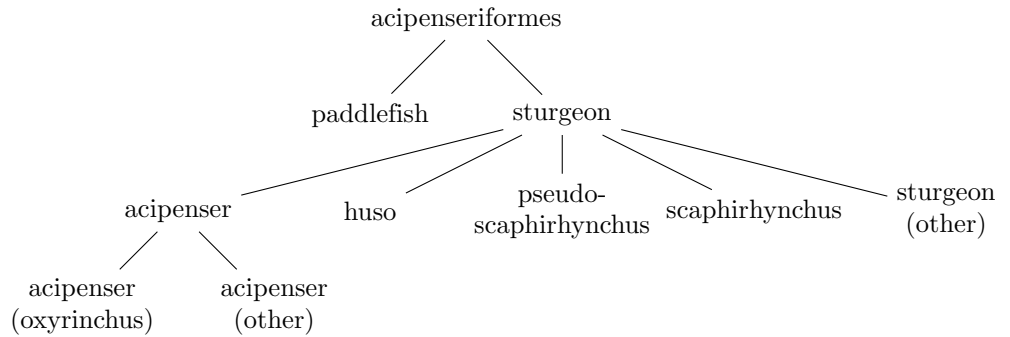 acipenseriformes
paddlefish
sturgeon
acipenser
huso
pseudo-
scaphirhynchus
scaphirhynchus
sturgeon
(other)
acipenser
(oxyrinchus)
acipenser
(other)